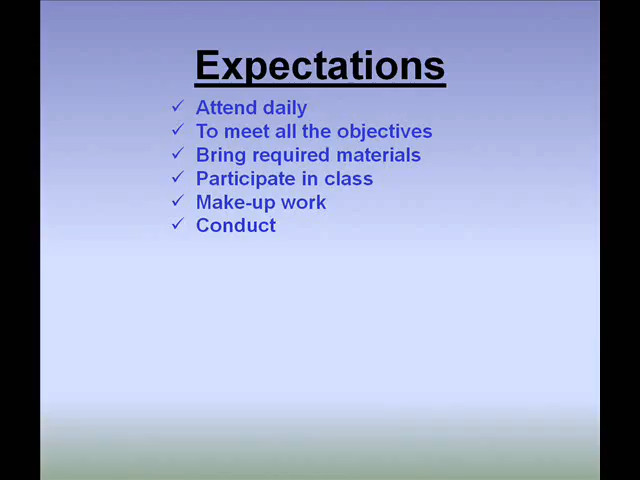 Expectations
✓ Attend daily
✓ To meet all the objectives
✓ Bring required materials
✓ Participate in class
✓ Make-up work
✓ Conduct